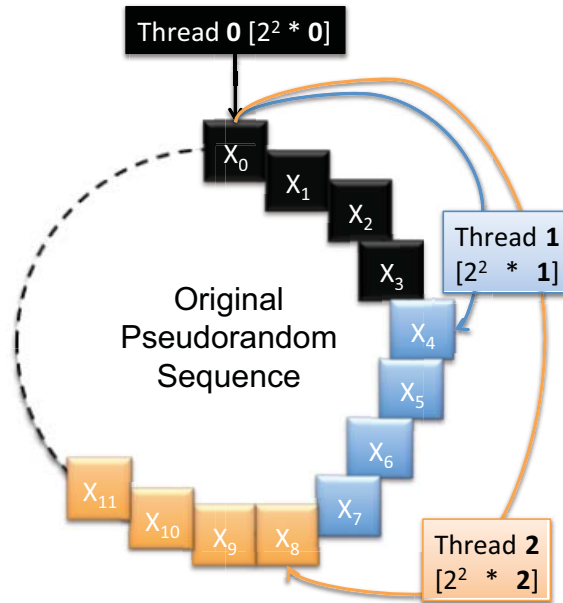 Thread 0 [2² * 0]
X₀
X₁
X₂
X₃
Thread 1
[2² * 1]
X₄
X₅
X₆
X₇
Original
Pseudorandom
Sequence
X₈
X₉
X₁₀
X₁₁
Thread 2
[2² * 2]